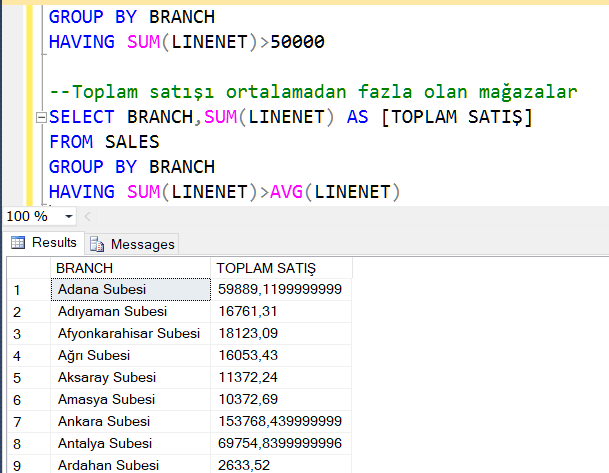 GROUP BY BRANCH
HAVING SUM(LINENET)>50000
--Toplam satışı ortalamadan fazla olan mağazalar
SELECT BRANCH,SUM(LINENET) AS [TOPLAM SATIŞ]
FROM SALES
GROUP BY BRANCH
HAVING SUM(LINENET)>AVG(LINENET)
100 %
Results Messages
BRANCH TOPLAM SATIŞ
1 Adana Subesi 59889,1199999999
2 Adıyaman Subesi 16761,31
3 Afyonkarahisar Subesi 18123,09
4 Ağrı Subesi 16053,43
5 Aksaray Subesi 11372,24
6 Amasya Subesi 10372,69
7 Ankara Subesi 153768,439999999
8 Antalya Subesi 69754,8399999996
9 Ardahan Subesi 2633,52